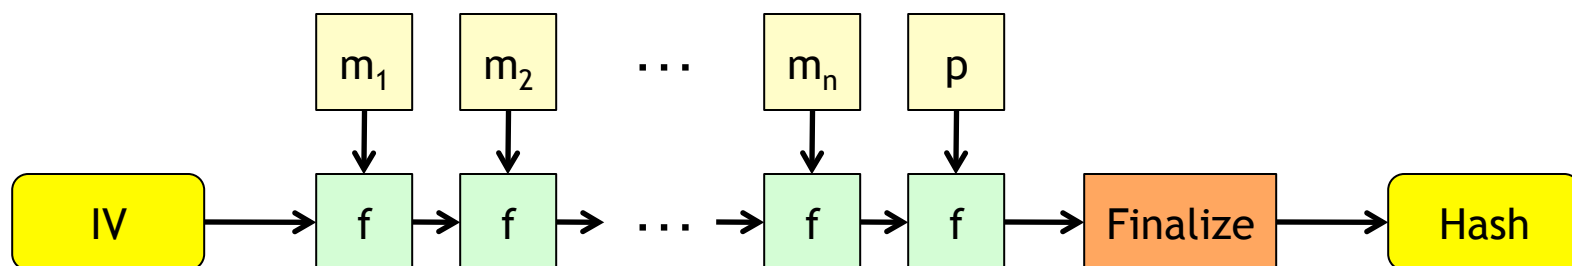 m₁ m₂ ... mₙ p
IV f f ... f f Finalize Hash